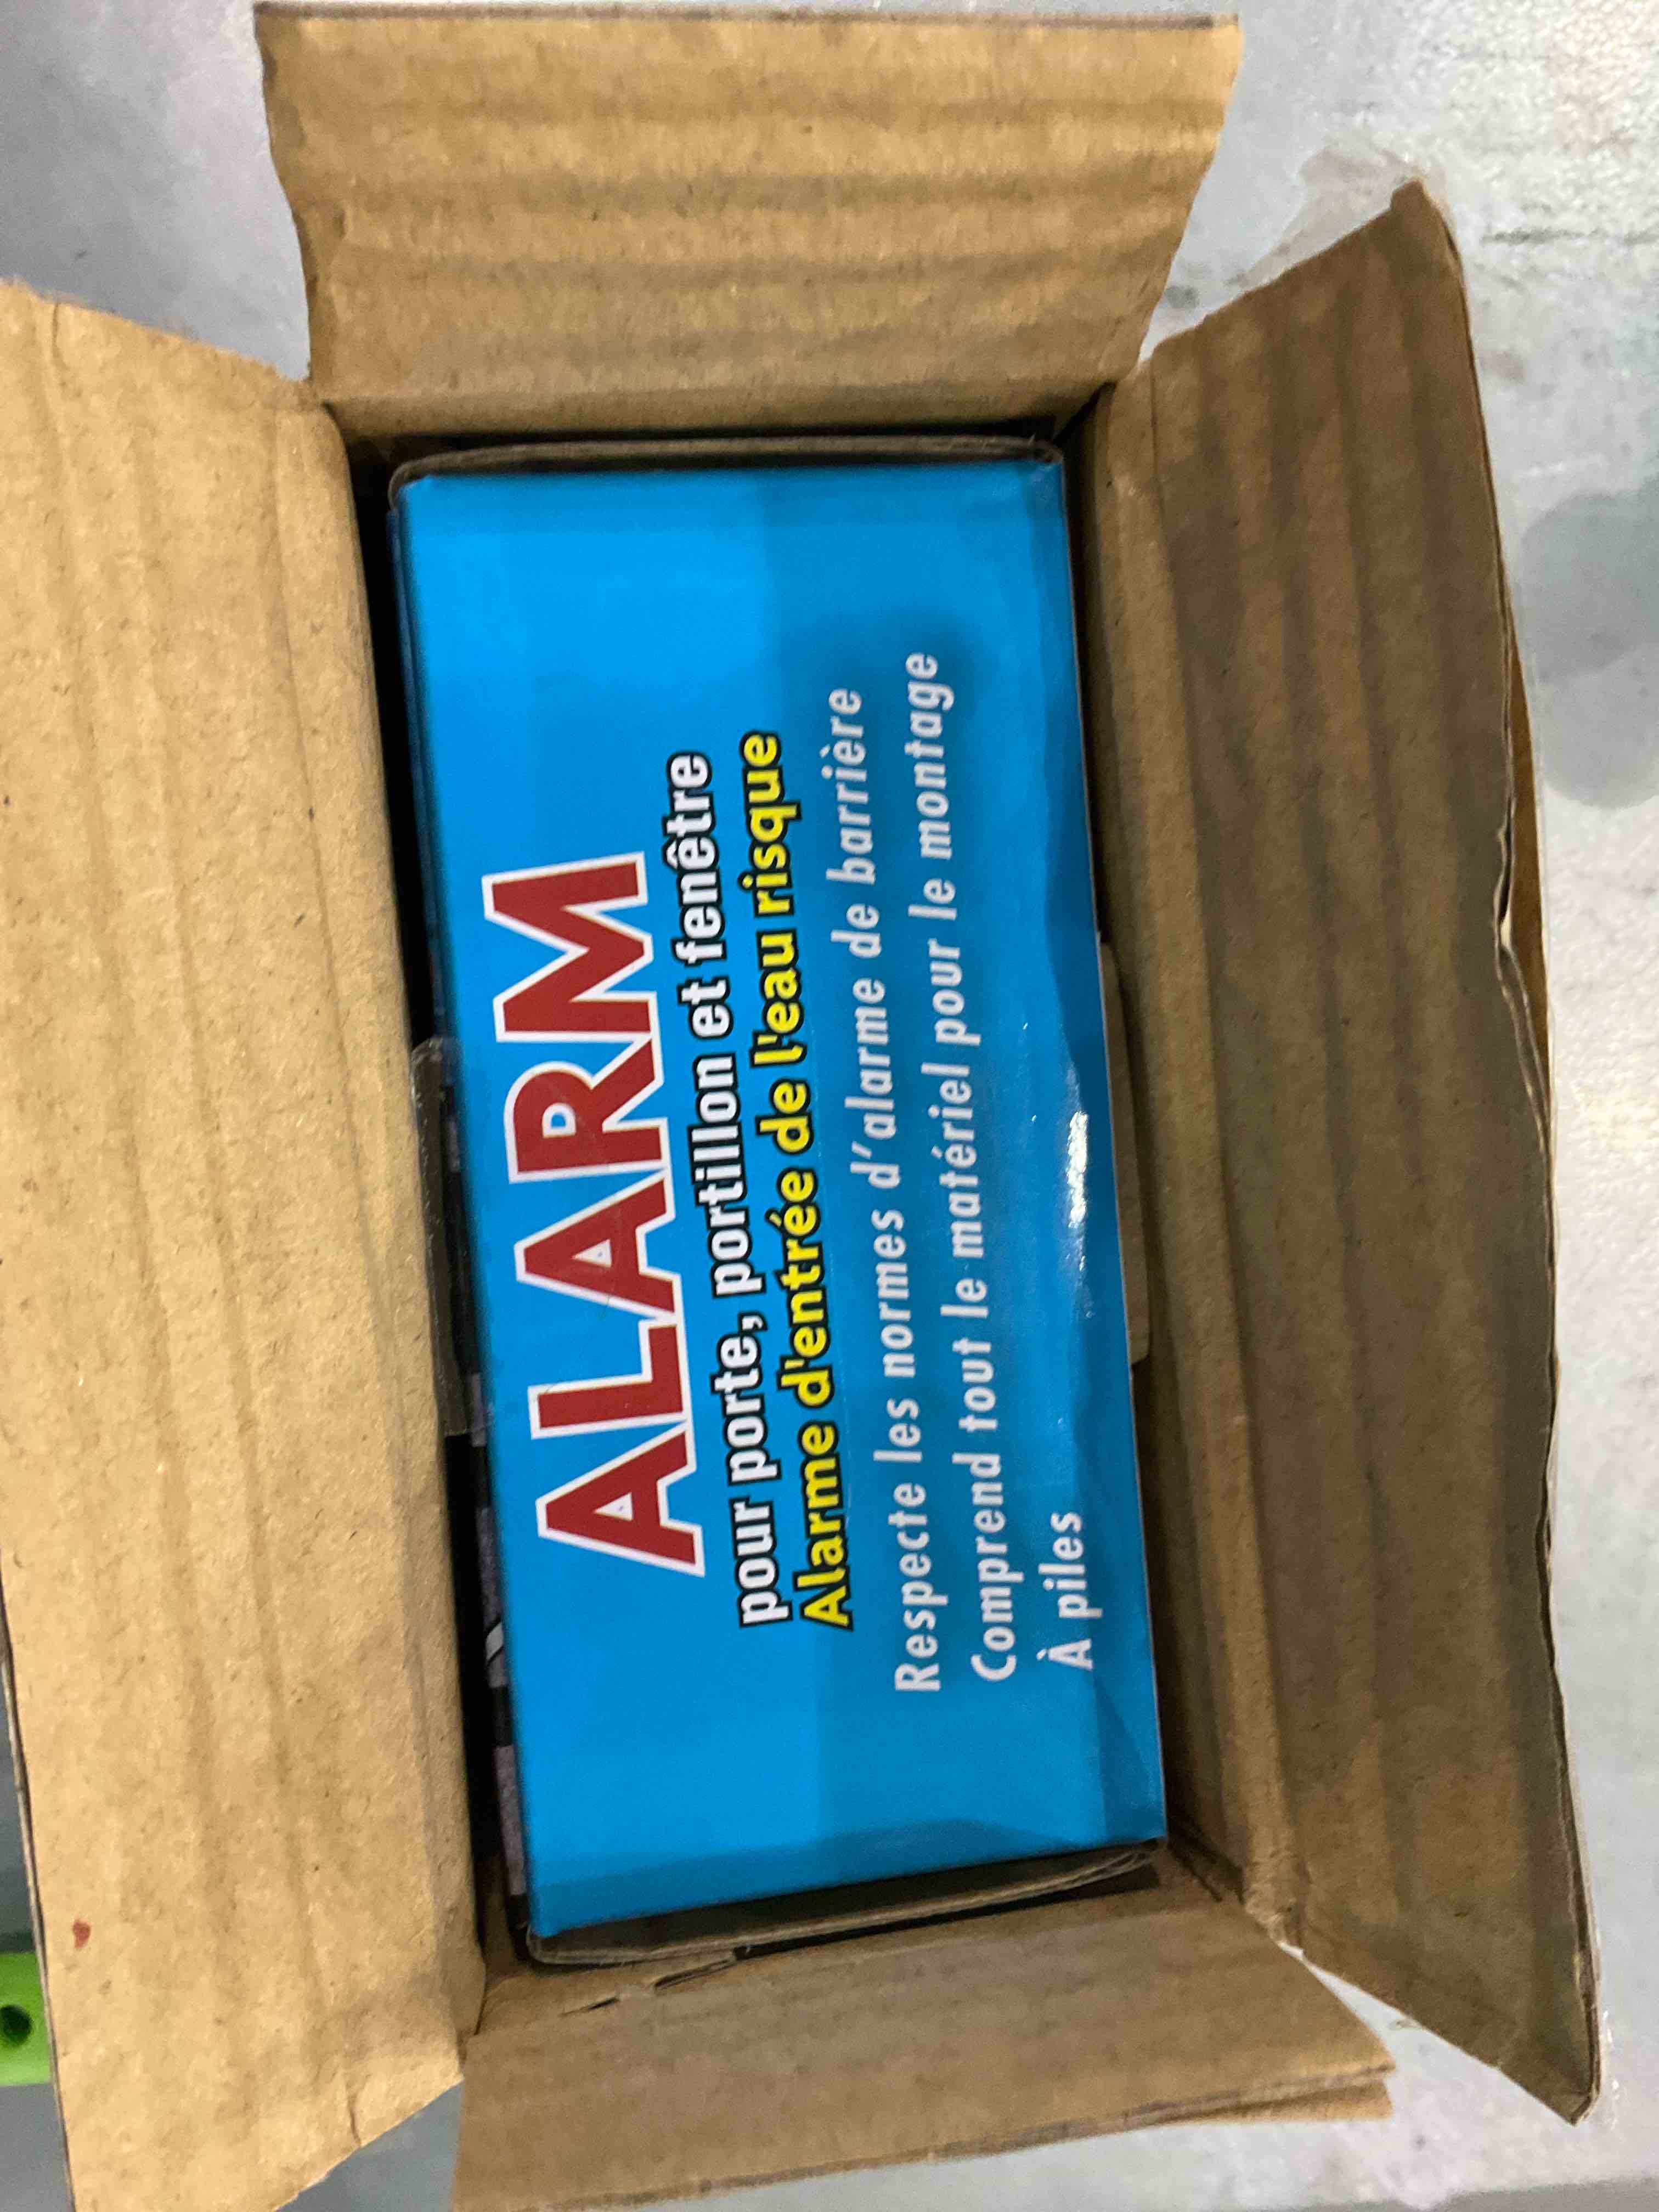 ALARM
pour porte, portillon et fenêtre
Alarme d'entrée de l'eau risque
Respecte les normes d'alarme de barrière
Comprend tout le matériel pour le montage
À piles